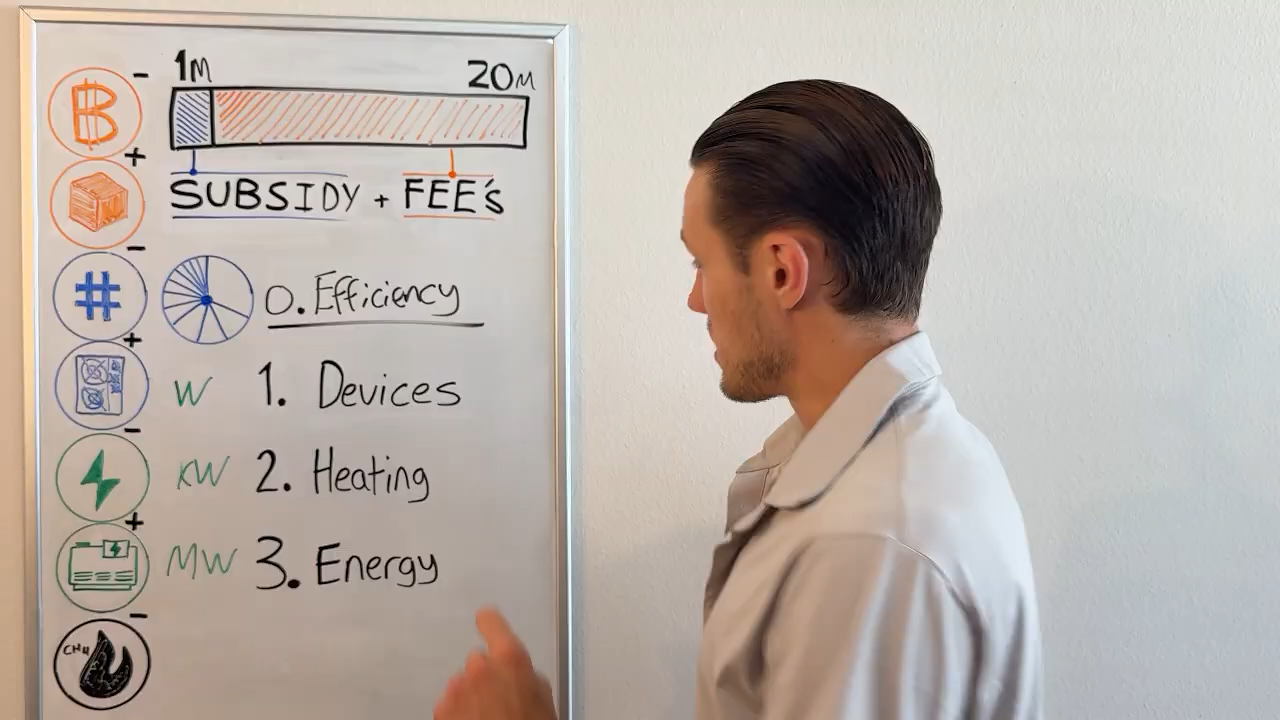 1M 20M
SUBSIDY + FEE's
# 0. Efficiency
W 1. Devices
KW 2. Heating
MW 3. Energy
CH4